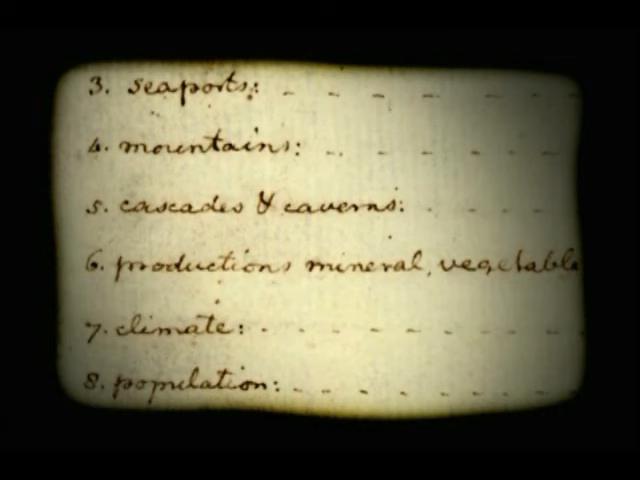 3. seaports: - - - - - -
4. mountains: - - - - - -
5. cascades & caverns: - - - -
6. productions mineral, vegetable
7. climate: - - - - - - -
8. population: - - - - - -